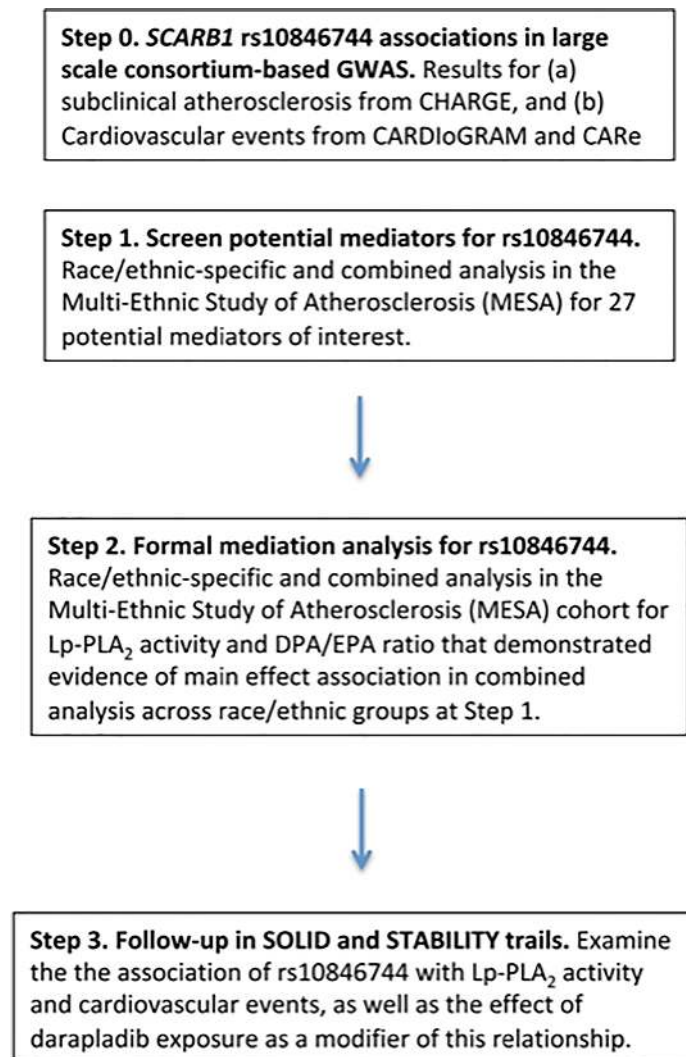 Step 0. SCARB1 rs10846744 associations in large
scale consortium-based GWAS. Results for (a)
subclinical atherosclerosis from CHARGE, and (b)
Cardiovascular events from CARDIoGRAM and CARe
Step 1. Screen potential mediators for rs10846744.
Race/ethnic-specific and combined analysis in the
Multi-Ethnic Study of Atherosclerosis (MESA) for 27
potential mediators of interest.
Step 2. Formal mediation analysis for rs10846744.
Race/ethnic-specific and combined analysis in the
Multi-Ethnic Study of Atherosclerosis (MESA) cohort for
Lp-PLA₂ activity and DPA/EPA ratio that demonstrated
evidence of main effect association in combined
analysis across race/ethnic groups at Step 1.
Step 3. Follow-up in SOLID and STABILITY trails. Examine
the the association of rs10846744 with Lp-PLA₂ activity
and cardiovascular events, as well as the effect of
darapladib exposure as a modifier of this relationship.